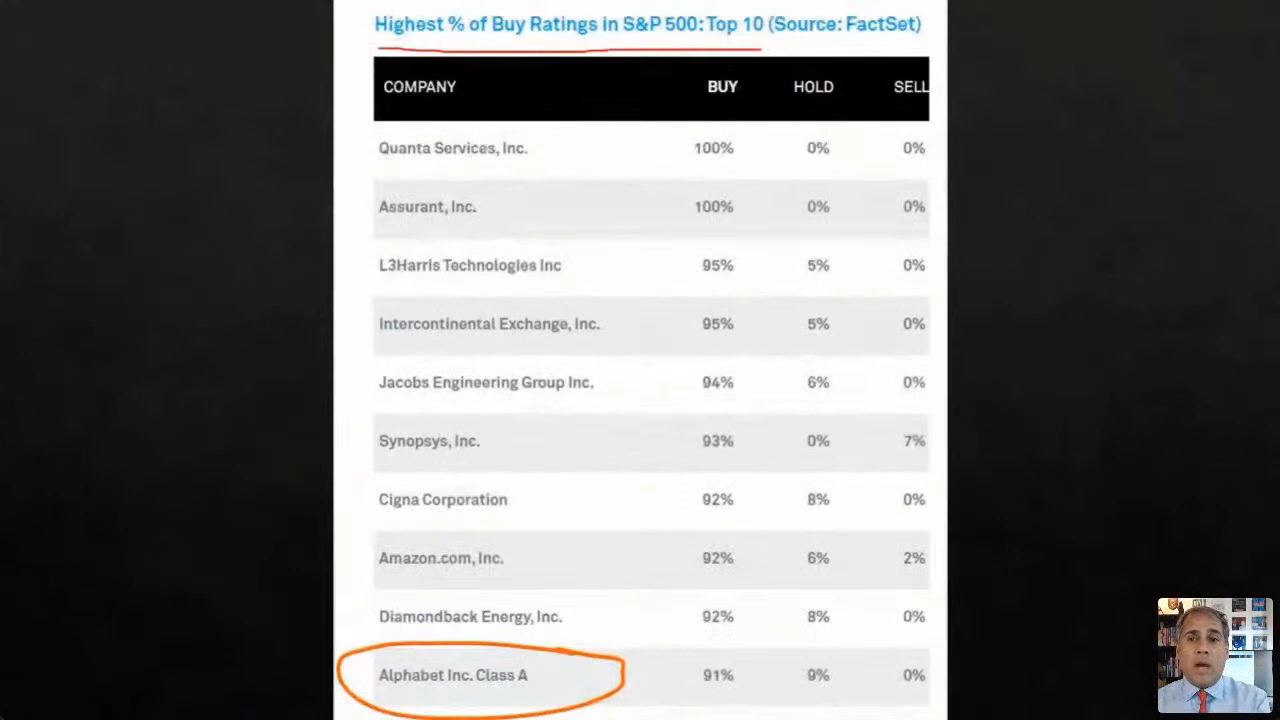 Highest % of Buy Ratings in S&P 500: Top 10 (Source: FactSet)
COMPANY BUY HOLD SELL
Quanta Services, Inc. 100% 0% 0%
Assurant, Inc. 100% 0% 0%
L3Harris Technologies Inc 95% 5% 0%
Intercontinental Exchange, Inc. 95% 5% 0%
Jacobs Engineering Group Inc. 94% 6% 0%
Synopsys, Inc. 93% 0% 7%
Cigna Corporation 92% 8% 0%
Amazon.com, Inc. 92% 6% 2%
Diamondback Energy, Inc. 92% 8% 0%
Alphabet Inc. Class A 91% 9% 0%